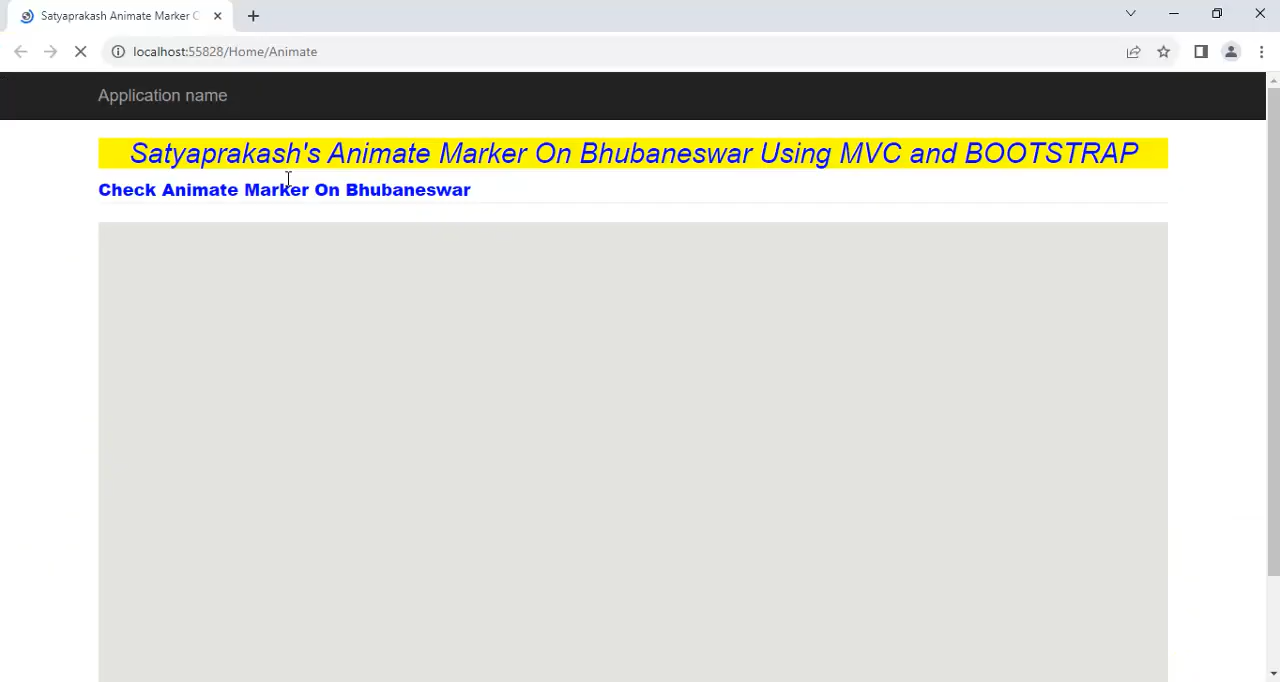 Satyaprakash Animate Marker C
localhost:55828/Home/Animate
Application name
Satyaprakash's Animate Marker On Bhubaneswar Using MVC and BOOTSTRAP
Check Animate Marker On Bhubaneswar